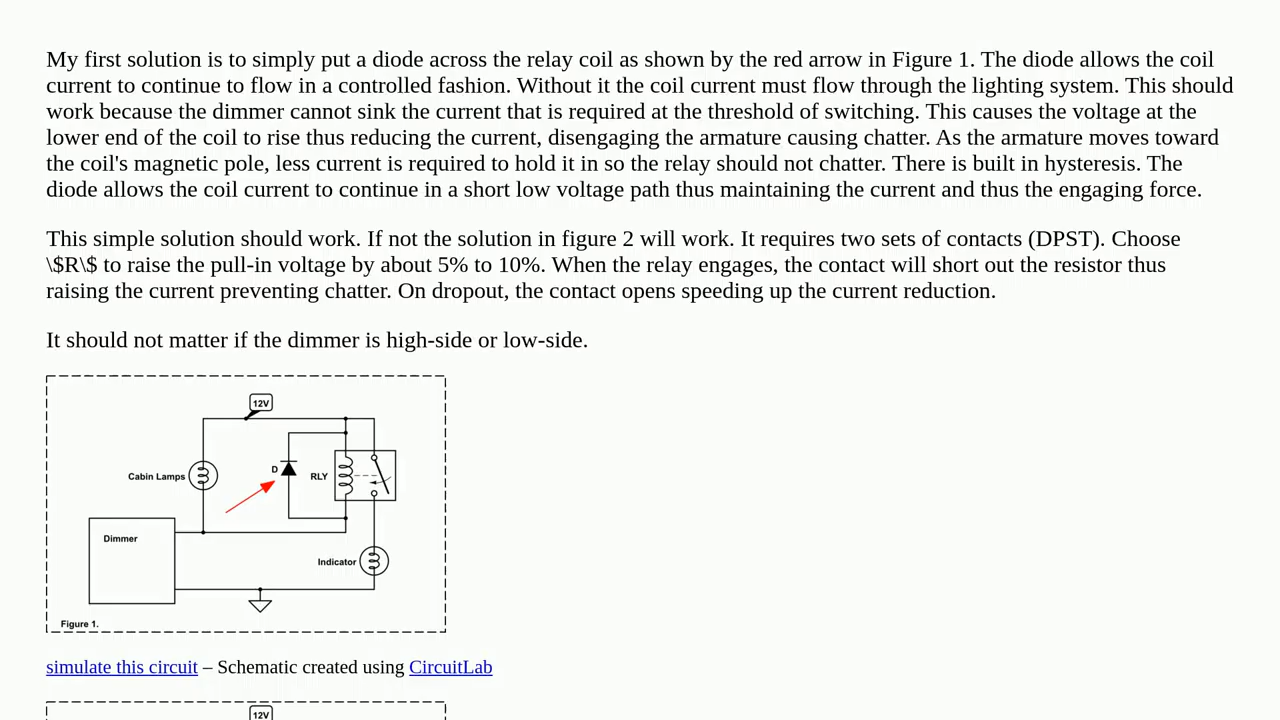 My first solution is to simply put a diode across the relay coil as shown by the red arrow in Figure 1. The diode allows the coil
current to continue to flow in a controlled fashion. Without it the coil current must flow through the lighting system. This should
work because the dimmer cannot sink the current that is required at the threshold of switching. This causes the voltage at the
lower end of the coil to rise thus reducing the current, disengaging the armature causing chatter. As the armature moves toward
the coil's magnetic pole, less current is required to hold it in so the relay should not chatter. There is built in hysteresis. The
diode allows the coil current to continue in a short low voltage path thus maintaining the current and thus the engaging force.
This simple solution should work. If not the solution in figure 2 will work. It requires two sets of contacts (DPST). Choose
\$R\$ to raise the pull-in voltage by about 5% to 10%. When the relay engages, the contact will short out the resistor thus
raising the current preventing chatter. On dropout, the contact opens speeding up the current reduction.
It should not matter if the dimmer is high-side or low-side.
12V
D
Cabin Lamps
RLY
Dimmer
Indicator
Figure 1.
simulate this circuit – Schematic created using CircuitLab
12V